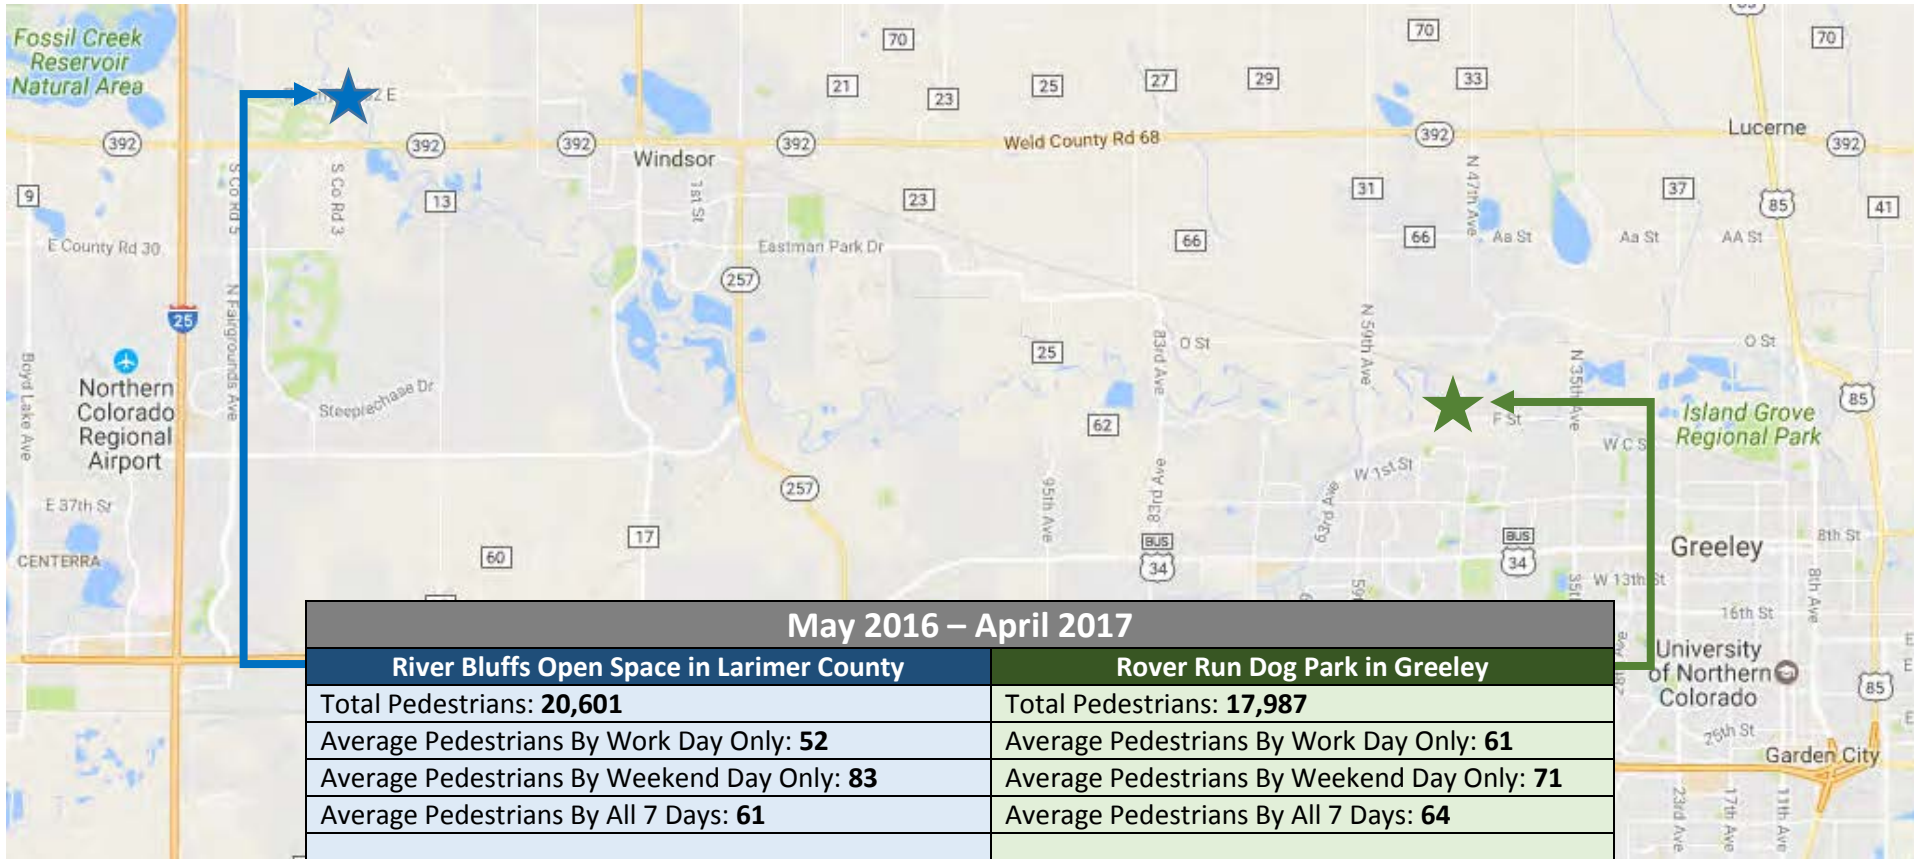 Fossil Creek
Reservoir
Natural Area
70
70
70
21
23
25
27
29
33
2 E
392
392
392
392
Weld County Rd 68
392
Lucerne
392
Windsor
9
S Co Rd 5
S Co Rd 3
13
1st St
23
31
N 47th Ave
37
85
41
E County Rd 30
Eastman Park Dr
66
66
Aa St
Aa St
AA St
257
25
N Fairgrounds Ave
Boyd Lake Ave
Northern
Colorado
Regional
Airport
Steeplechase Dr
25
83rd Ave
O St
N 59th Ave
N 35th Ave
O St
85
62
F St
Island Grove
Regional Park
W C S
W 1st St
257
95th Ave
83rd Ave
63rd Ave
E 37th St
17
60
BUS
34
BUS
34
Greeley
8th St
CENTERRA
W 13th St
8th Ave
16th St
University
of Northern
Colorado
85
25th St
Garden City
23rd Ave
17th Ave
11th Ave
May 2016 – April 2017
River Bluffs Open Space in Larimer County
Rover Run Dog Park in Greeley
Total Pedestrians: 20,601
Total Pedestrians: 17,987
Average Pedestrians By Work Day Only: 52
Average Pedestrians By Work Day Only: 61
Average Pedestrians By Weekend Day Only: 83
Average Pedestrians By Weekend Day Only: 71
Average Pedestrians By All 7 Days: 61
Average Pedestrians By All 7 Days: 64